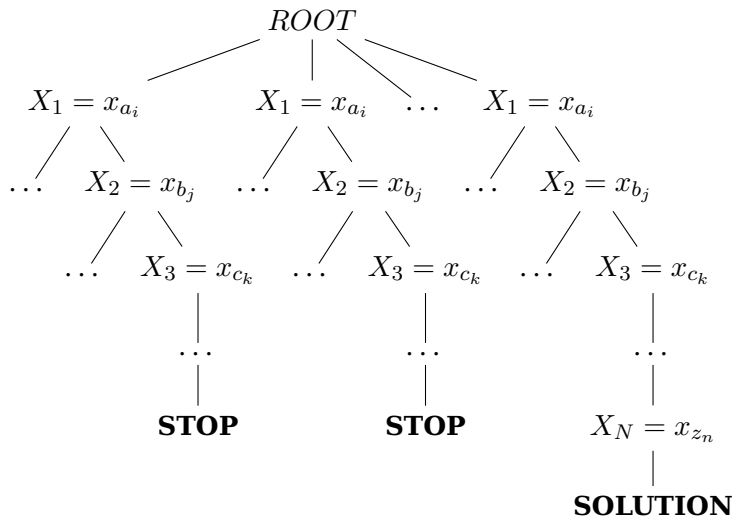 ROOT
X_1 = x_{a_i} X_1 = x_{a_i} ... X_1 = x_{a_i}
... X_2 = x_{b_j} ... X_2 = x_{b_j} ... X_2 = x_{b_j}
... X_3 = x_{c_k} ... X_3 = x_{c_k} ... X_3 = x_{c_k}
... ... ...
STOP STOP X_N = x_{z_n}
SOLUTION